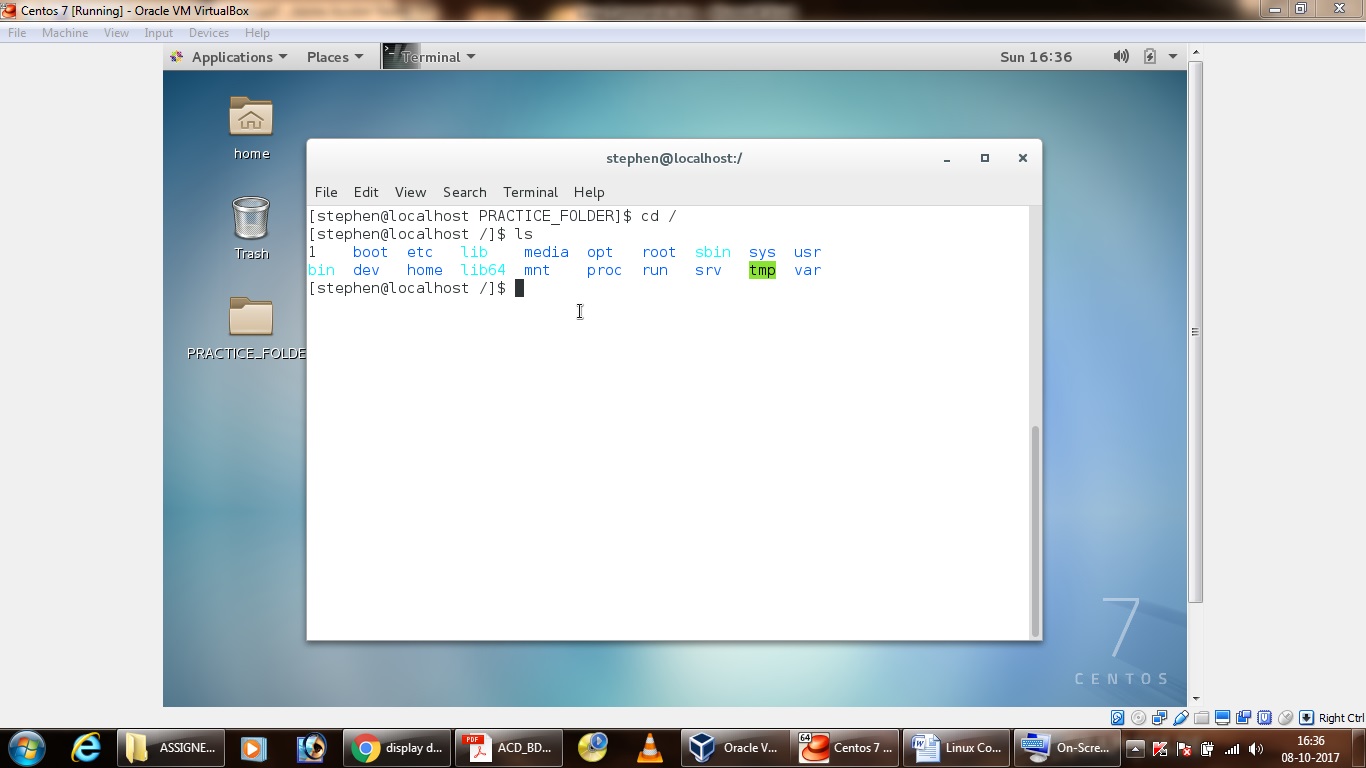 Centos 7 [Running] - Oracle VM VirtualBox
File Machine View Input Devices Help
Applications Places Terminal Sun 16:36
home
Trash
PRACTICE_FOLDE
stephen@localhost:/
File Edit View Search Terminal Help
[stephen@localhost PRACTICE_FOLDER]$ cd /
[stephen@localhost /]$ ls
1 boot etc lib media opt root sbin sys usr
bin dev home lib64 mnt proc run srv tmp var
[stephen@localhost /]$
7
CENTOS
Right Ctrl
ASSIGNE... display d... ACD_BD... Oracle V... 64 Centos 7 ... Linux Co... On-Scre... 16:36
08-10-2017